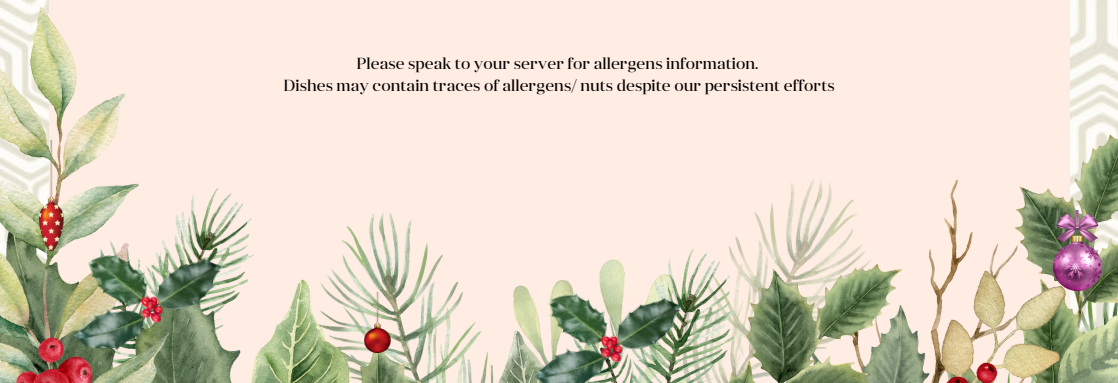 Please speak to your server for allergens information.
Dishes may contain traces of allergens/ nuts despite our persistent efforts